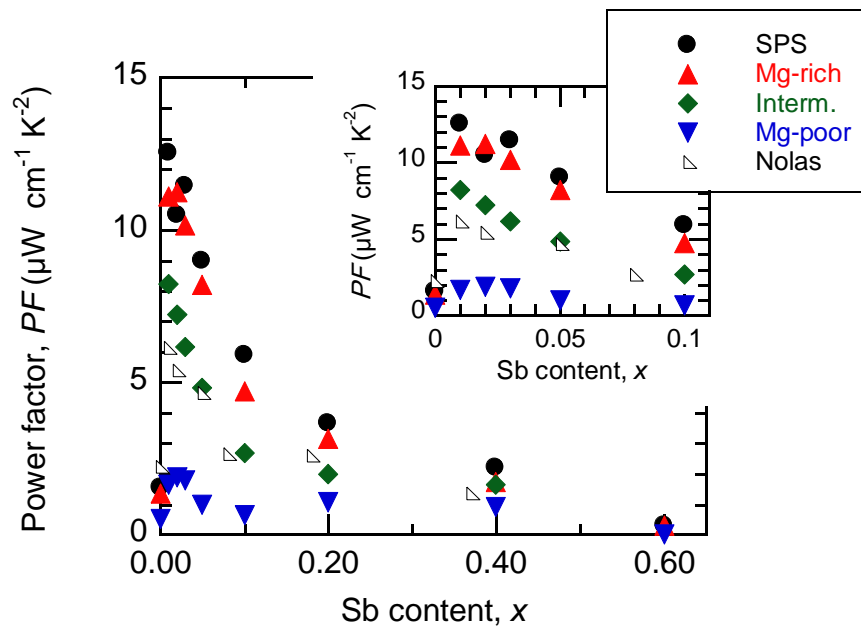 SPS
Mg-rich
Interm.
Mg-poor
Nolas
15
10
5
0
0.00
0.20
0.40
0.60
Power factor, PF (µW cm⁻¹ K⁻²)
Sb content, x
15
10
5
0
0
0.05
0.1
PF (µW cm⁻¹ K⁻²)
Sb content, x